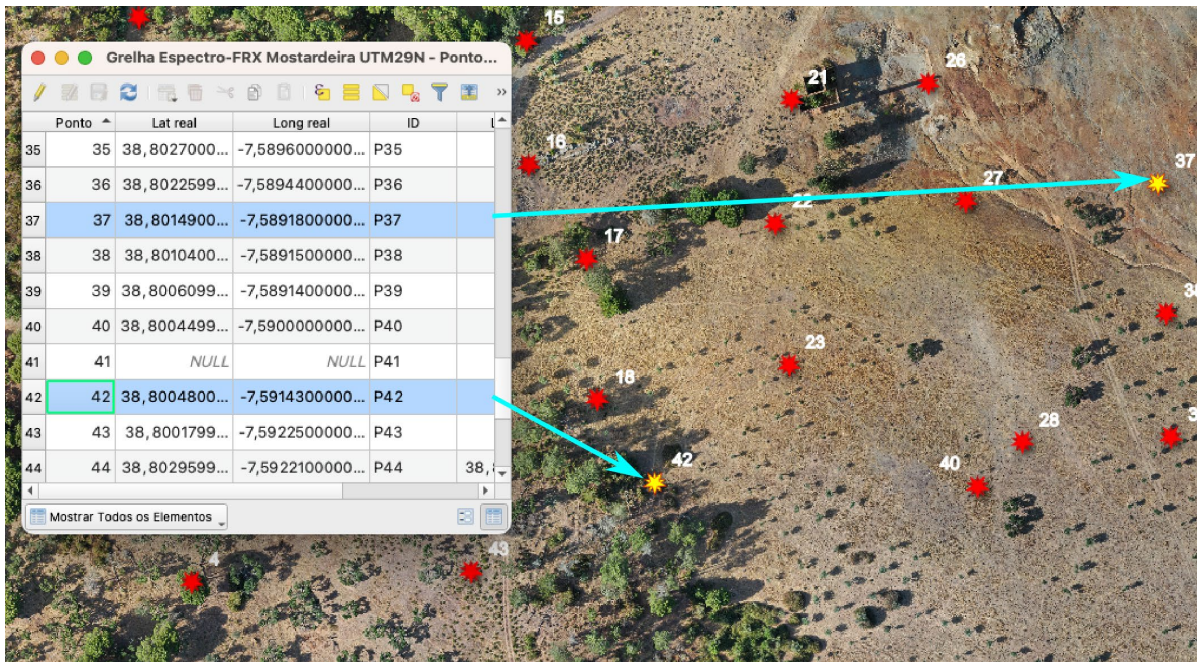 15
Grelha Espectro-FRX Mostardeira UTM29N - Ponto...
26
21
»
Ponto Lat real Long real ID L
35 35 38,8027000... -7,5896000000... P35
16
36 36 38,8022599... -7,5894400000... P36
37
27
37 37 38,8014900... -7,5891800000... P37
22
38 38 38,8010400... -7,5891500000... P38
17
39 39 38,8006099... -7,5891400000... P39
40 40 38,8004499... -7,5900000000... P40
23
41 41 NULL NULL P41
18
42 42 38,8004800... -7,5914300000... P42
43 43 38,8001799... -7,5922500000... P43
28
42
40
44 44 38,8029599... -7,5922100000... P44 38,
Mostrar Todos os Elementos
4
43